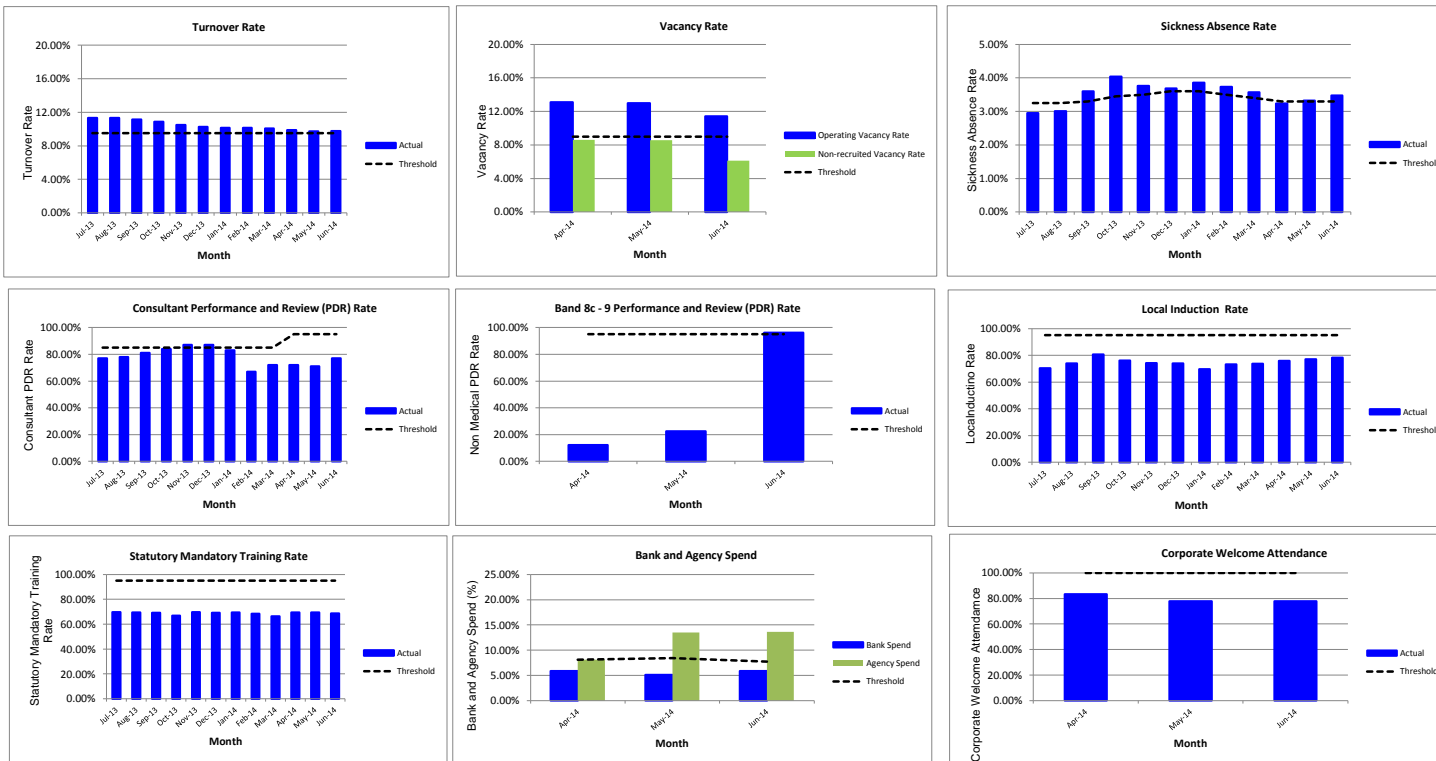 Turnover Rate
20.00%
16.00%
12.00%
8.00%
4.00%
0.00%
Turnover Rate
Jul-13 Aug-13 Sep-13 Oct-13 Nov-13 Dec-13 Jan-14 Feb-14 Mar-14 Apr-14 May-14 Jun-14
Month
Actual
Threshold
Vacancy Rate
20.00%
16.00%
12.00%
8.00%
4.00%
0.00%
Vacancy Rate
Apr-14 May-14 Jun-14
Month
Operating Vacancy Rate
Non-recruited Vacancy Rate
Threshold
Sickness Absence Rate
5.00%
4.00%
3.00%
2.00%
1.00%
0.00%
Sickness Absence Rate
Jul-13 Aug-13 Sep-13 Oct-13 Nov-13 Dec-13 Jan-14 Feb-14 Mar-14 Apr-14 May-14 Jun-14
Month
Actual
Threshold
Consultant Performance and Review (PDR) Rate
100.00%
80.00%
60.00%
40.00%
20.00%
0.00%
Consultant PDR Rate
Jul-13 Aug-13 Sep-13 Oct-13 Nov-13 Dec-13 Jan-14 Feb-14 Mar-14 Apr-14 May-14 Jun-14
Month
Actual
Threshold
Band 8c - 9 Performance and Review (PDR) Rate
100.00%
80.00%
60.00%
40.00%
20.00%
0.00%
Non Medical PDR Rate
Apr-14 May-14 Jun-14
Month
Actual
Threshold
Local Induction Rate
100.00%
80.00%
60.00%
40.00%
20.00%
0.00%
LocalInductino Rate
Jul-13 Aug-13 Sep-13 Oct-13 Nov-13 Dec-13 Jan-14 Feb-14 Mar-14 Apr-14 May-14 Jun-14
Month
Actual
Threshold
Statutory Mandatory Training Rate
100.00%
80.00%
60.00%
40.00%
20.00%
0.00%
Statutory Mandatory Training
Rate
Jul-13 Aug-13 Sep-13 Oct-13 Nov-13 Dec-13 Jan-14 Feb-14 Mar-14 Apr-14 May-14 Jun-14
Month
Actual
Threshold
Bank and Agency Spend
25.00%
20.00%
15.00%
10.00%
5.00%
0.00%
Bank and Agency Spend (%)
Apr-14 May-14 Jun-14
Month
Bank Spend
Agency Spend
Threshold
Corporate Welcome Attendance
100.00%
80.00%
60.00%
40.00%
20.00%
0.00%
Corporate Welcome Attemdamce
Apr-14 May-14 Jun-14
Month
Actual
Threshold